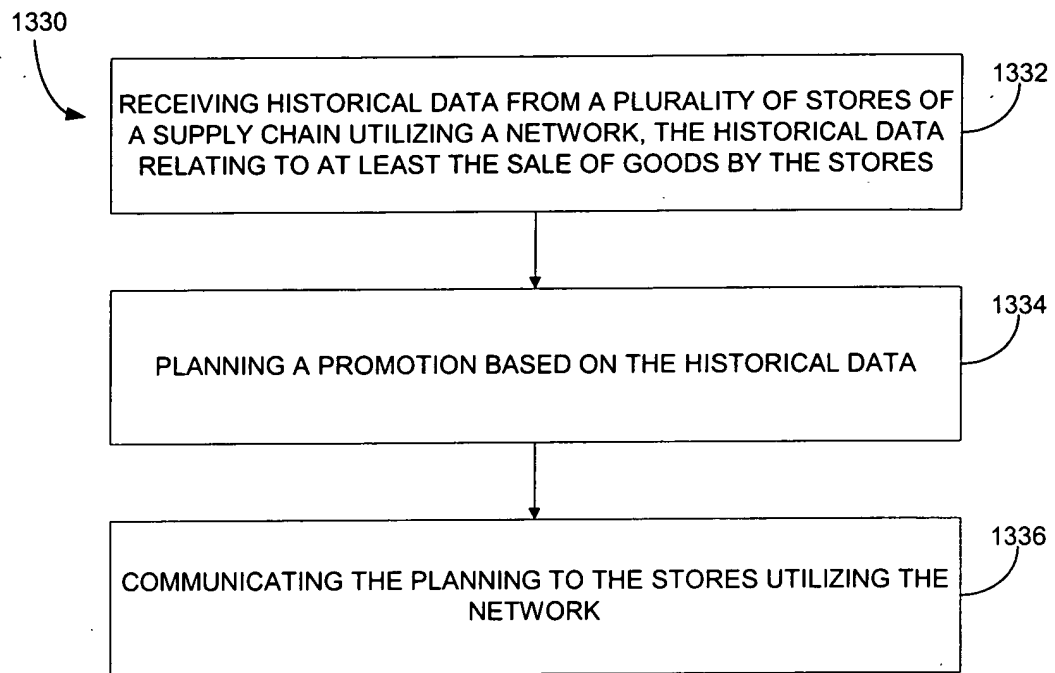 1330
1332
RECEIVING HISTORICAL DATA FROM A PLURALITY OF STORES OF
A SUPPLY CHAIN UTILIZING A NETWORK, THE HISTORICAL DATA
RELATING TO AT LEAST THE SALE OF GOODS BY THE STORES
1334
PLANNING A PROMOTION BASED ON THE HISTORICAL DATA
1336
COMMUNICATING THE PLANNING TO THE STORES UTILIZING THE
NETWORK